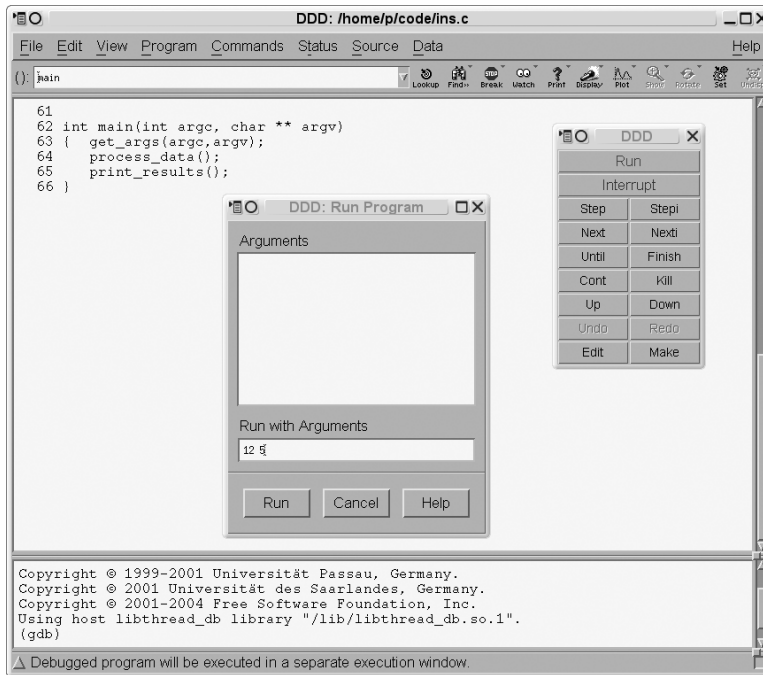 DDD: /home/p/code/ins.c
File Edit View Program Commands Status Source Data Help
(): main
Lookup Find>> Break Watch Print Display Plot Show Rotate Set
61
62 int main(int argc, char ** argv)
63 {  get_args(argc,argv);
64    process_data();
65    print_results();
66 }
DDD
Run
Interrupt
Step Stepi
Next Nexti
Until Finish
Cont Kill
Up Down
Undo Redo
Edit Make
DDD: Run Program
Arguments
Run with Arguments
12 5
Run Cancel Help
Copyright © 1999-2001 Universität Passau, Germany.
Copyright © 2001 Universität des Saarlandes, Germany.
Copyright © 2001-2004 Free Software Foundation, Inc.
Using host libthread_db library "/lib/libthread_db.so.1".
(gdb)
Debugged program will be executed in a separate execution window.